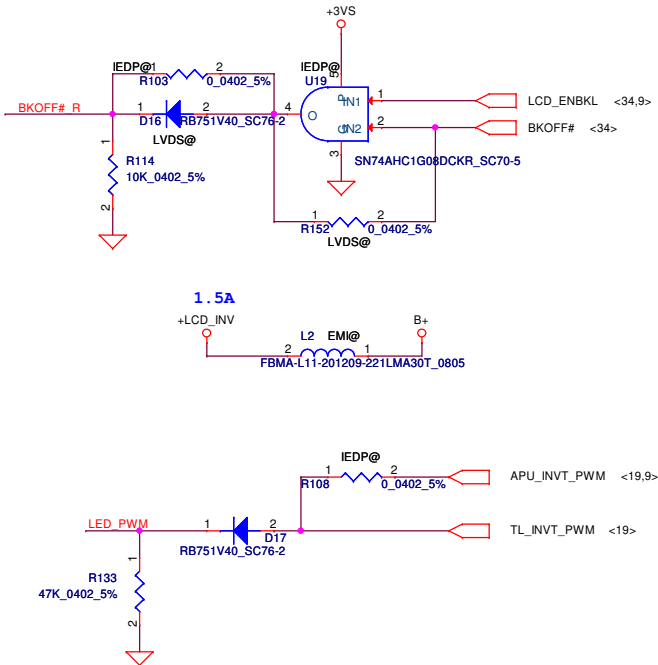 +3VS
IEDP@ 1 2
R103 0_0402_5%
IEDP@
U19
5
P
IN1 1 LCD_ENBKL <34,9>
BKOFF#_R
1 2
D16 RB751V40_SC76-2
LVDS@
4 O
G
IN2 2 BKOFF# <34>
3
SN74AHC1G08DCKR_SC70-5
1
R114
10K_0402_5%
2
1 2
R152 0_0402_5%
LVDS@
1.5A
+LCD_INV
B+
L2 EMI@
2 1
FBMA-L11-201209-221LMA30T_0805
IEDP@
1 2
R108 0_0402_5%
APU_INVT_PWM <19,9>
LED_PWM
1 2
D17
RB751V40_SC76-2
TL_INVT_PWM <19>
1
R133
47K_0402_5%
2